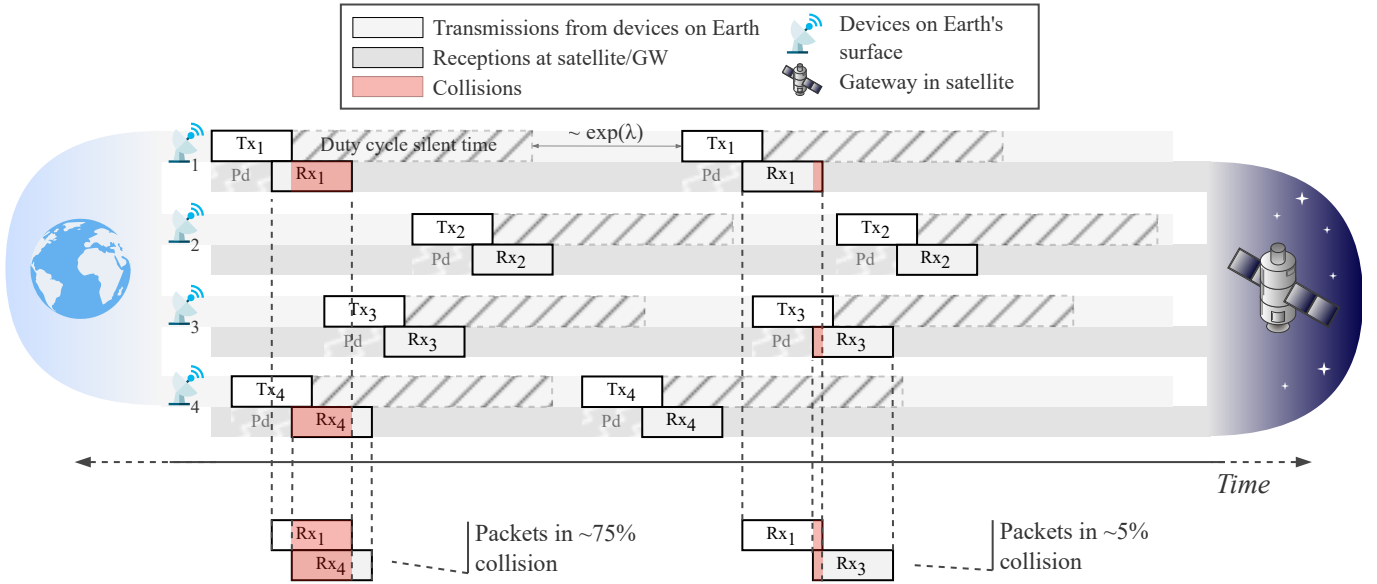 Transmissions from devices on Earth
Receptions at satellite/GW
Collisions
Devices on Earth's
surface
Gateway in satellite
Tx1
Duty cycle silent time
~ exp(λ)
Tx1
1
Pd
Rx1
Pd
Rx1
Tx2
Tx2
2
Pd
Rx2
Pd
Rx2
Tx3
Tx3
3
Pd
Rx3
Pd
Rx3
Tx4
Tx4
4
Pd
Rx4
Pd
Rx4
Time
Rx1
Rx4
Packets in ~75%
collision
Rx1
Rx3
Packets in ~5%
collision